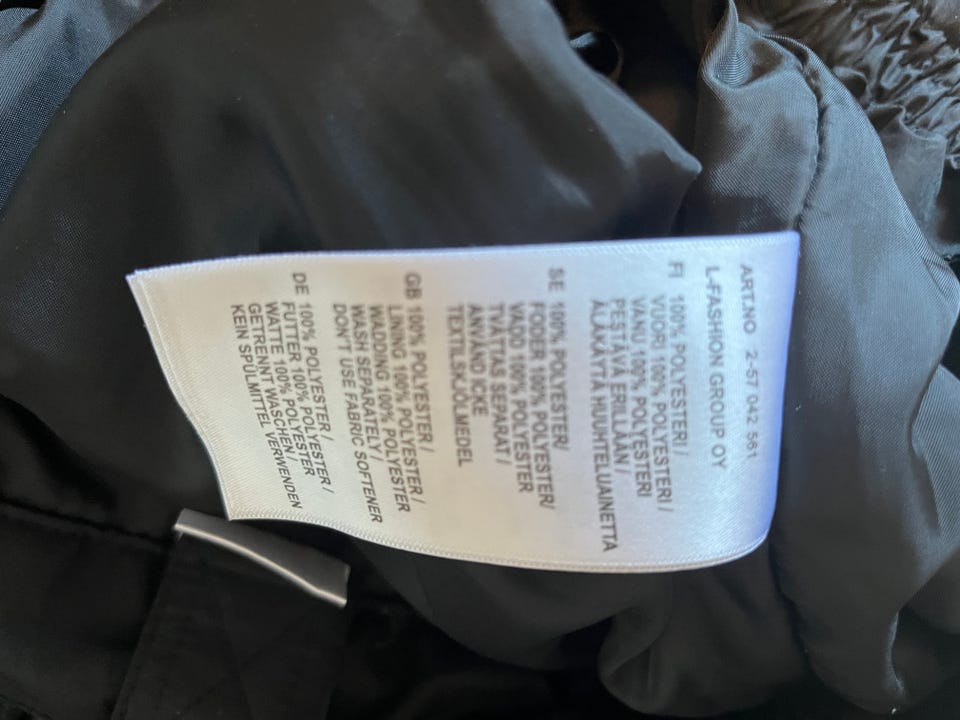 ART.NO 2-57 042 561
L-FASHION GROUP OY
FI 100% POLYESTERI /
VUORI 100% POLYESTERI /
VANU 100% POLYESTERI
PESTÄVÄ ERILLÄÄN /
ÄLÄKÄYTÄ HUUHTELUAINETTA
SE 100% POLYESTER/
FODER 100% POLYESTER/
VADD 100% POLYESTER
TVÄTTAS SEPARAT /
ANVÄND ICKE
TEXTILSKJÖLMEDEL
GB 100% POLYESTER /
LINING 100% POLYESTER /
WADDING 100% POLYESTER
WASH SEPARATELY /
DON'T USE FABRIC SOFTENER
DE 100% POLYESTER /
FUTTER 100% POLYESTER /
WATTE 100% POLYESTER
GETRENNT WASCHEN /
KEIN SPÜLMITTEL VERWENDEN